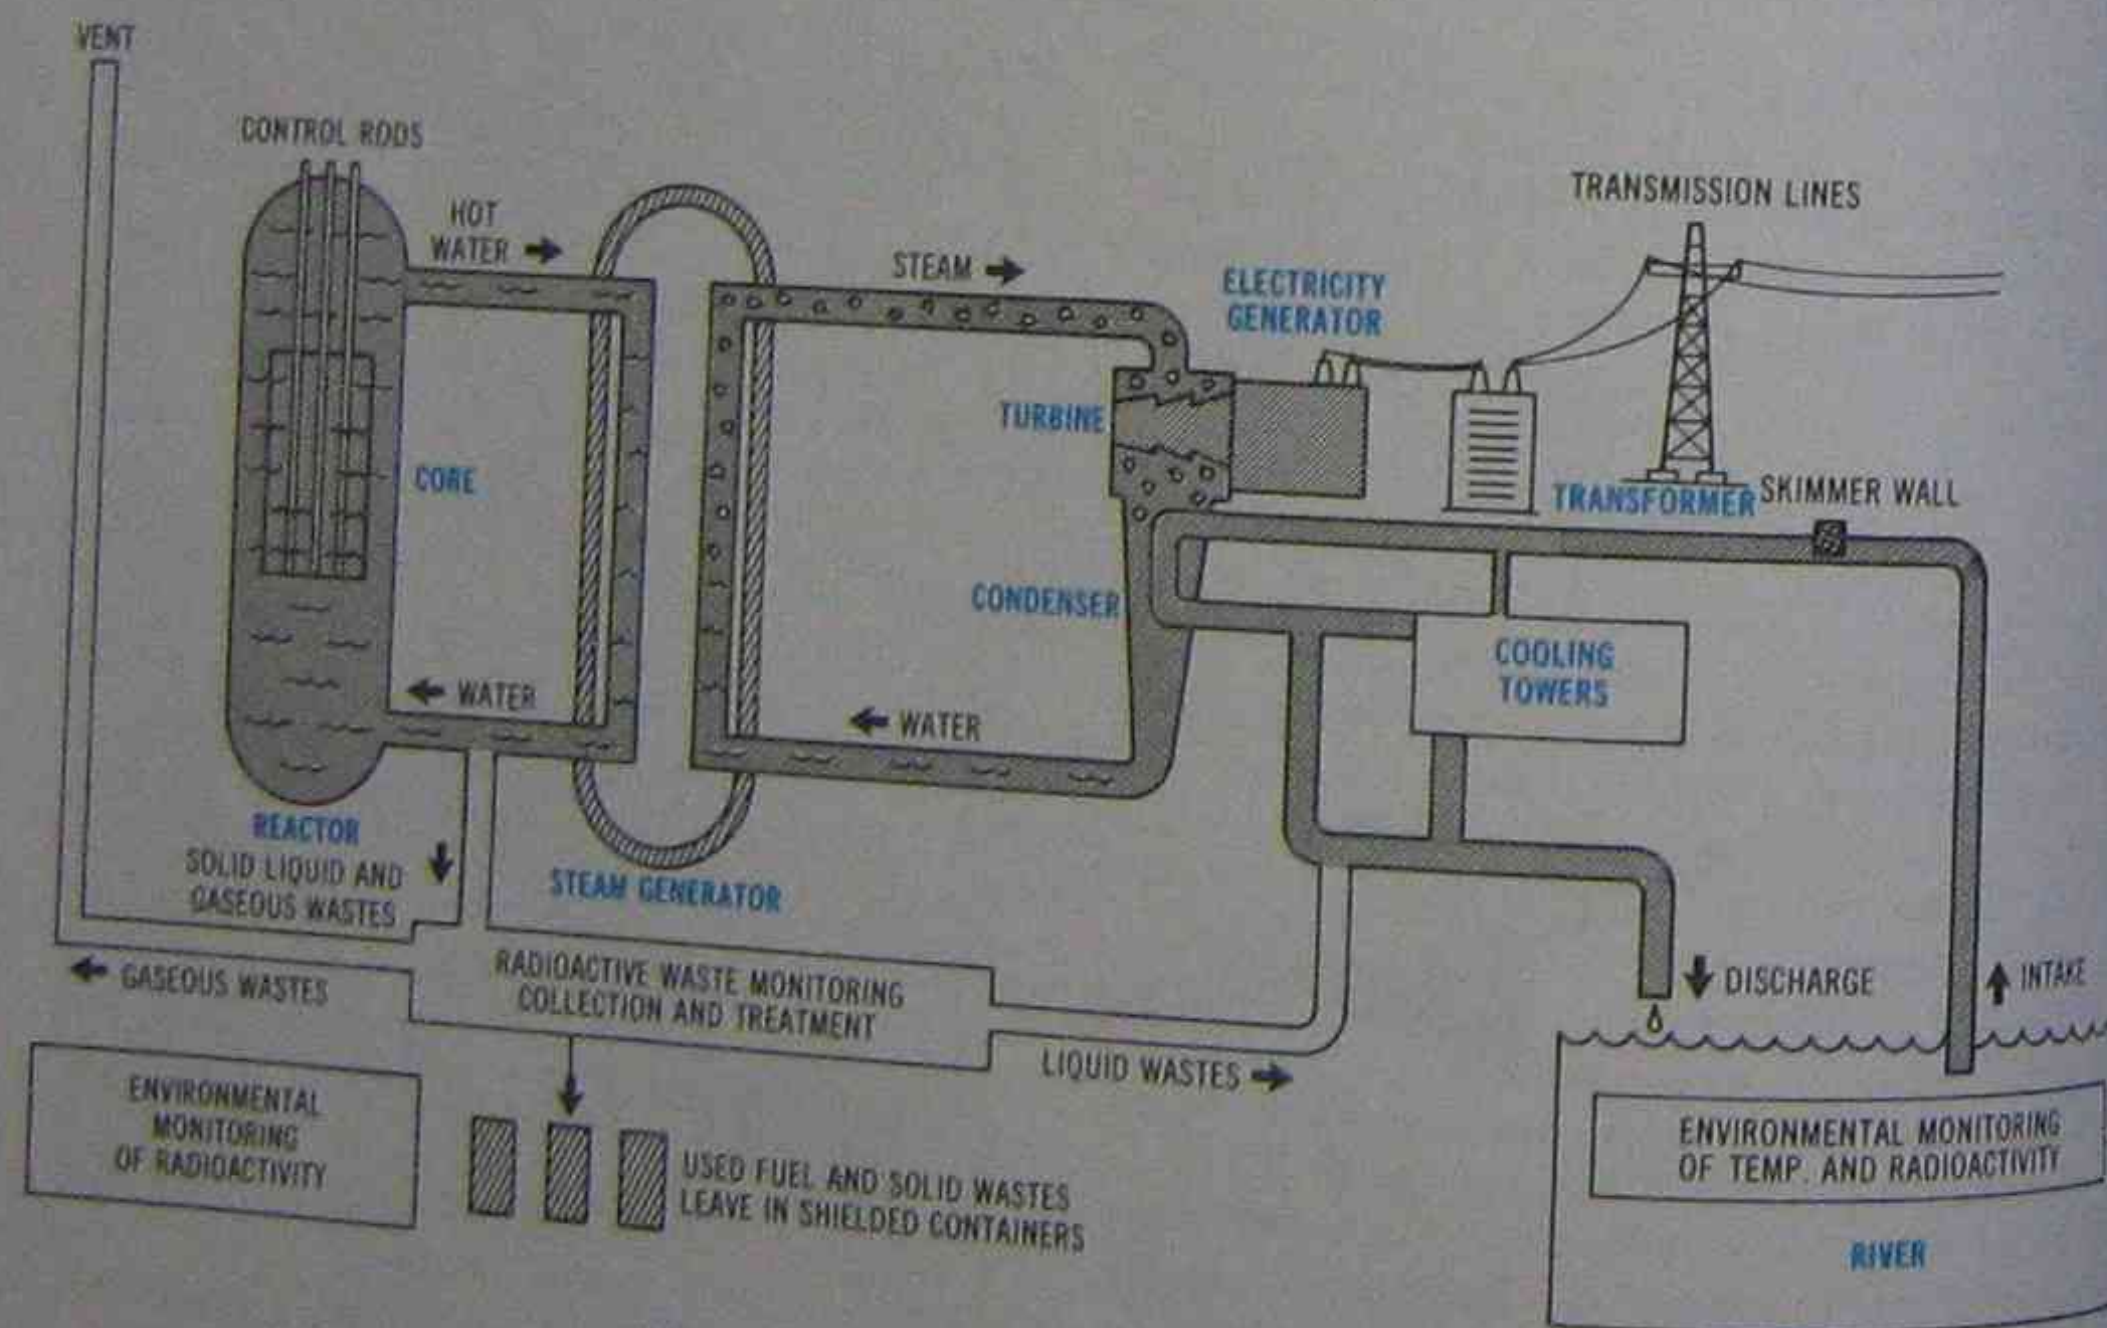 VENT
CONTROL RODS
HOT
WATER
STEAM
ELECTRICITY
GENERATOR
TRANSMISSION LINES
TURBINE
CORE
TRANSFORMER
SKIMMER WALL
CONDENSER
COOLING
TOWERS
WATER
WATER
REACTOR
SOLID LIQUID AND
GASEOUS WASTES
STEAM GENERATOR
GASEOUS WASTES
RADIOACTIVE WASTE MONITORING
COLLECTION AND TREATMENT
LIQUID WASTES
DISCHARGE
INTAKE
ENVIRONMENTAL
MONITORING
OF RADIOACTIVITY
USED FUEL AND SOLID WASTES
LEAVE IN SHIELDED CONTAINERS
ENVIRONMENTAL MONITORING
OF TEMP. AND RADIOACTIVITY
RIVER